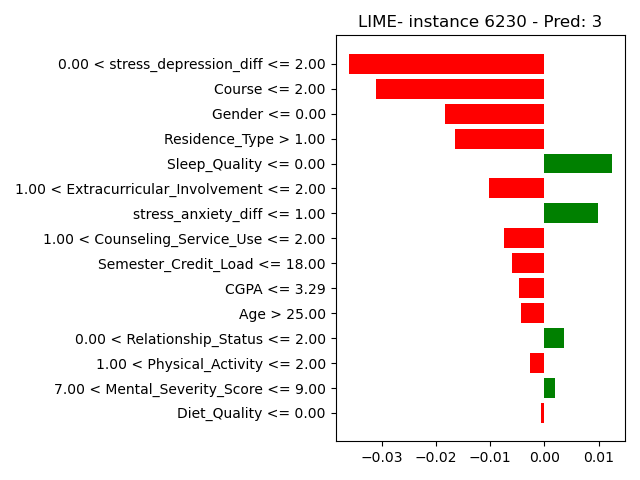 LIME- instance 6230 - Pred: 3
0.00 < stress_depression_diff <= 2.00
Course <= 2.00
Gender <= 0.00
Residence_Type > 1.00
Sleep_Quality <= 0.00
1.00 < Extracurricular_Involvement <= 2.00
stress_anxiety_diff <= 1.00
1.00 < Counseling_Service_Use <= 2.00
Semester_Credit_Load <= 18.00
CGPA <= 3.29
Age > 25.00
0.00 < Relationship_Status <= 2.00
1.00 < Physical_Activity <= 2.00
7.00 < Mental_Severity_Score <= 9.00
Diet_Quality <= 0.00
−0.03 −0.02 −0.01 0.00 0.01